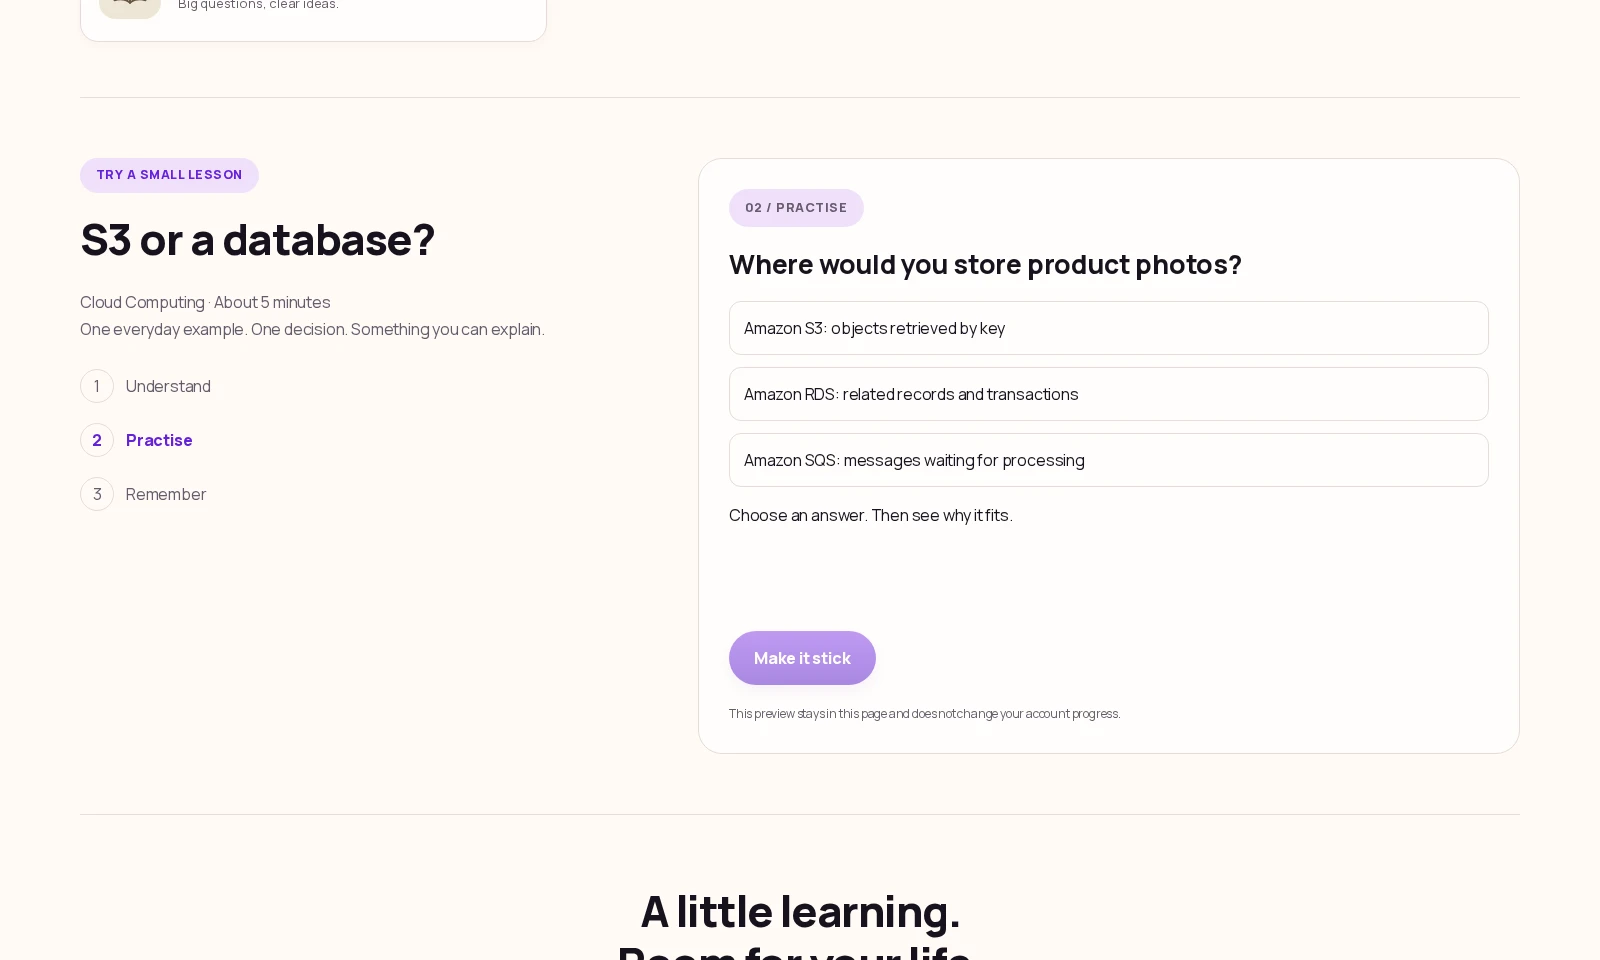 Big questions, clear ideas.
TRY A SMALL LESSON
S3 or a database?
Cloud Computing · About 5 minutes
One everyday example. One decision. Something you can explain.
1 Understand
2 Practise
3 Remember
02 / PRACTISE
Where would you store product photos?
Amazon S3: objects retrieved by key
Amazon RDS: related records and transactions
Amazon SQS: messages waiting for processing
Choose an answer. Then see why it fits.
Make it stick
This preview stays in this page and does not change your account progress.
A little learning.
Room for your life.